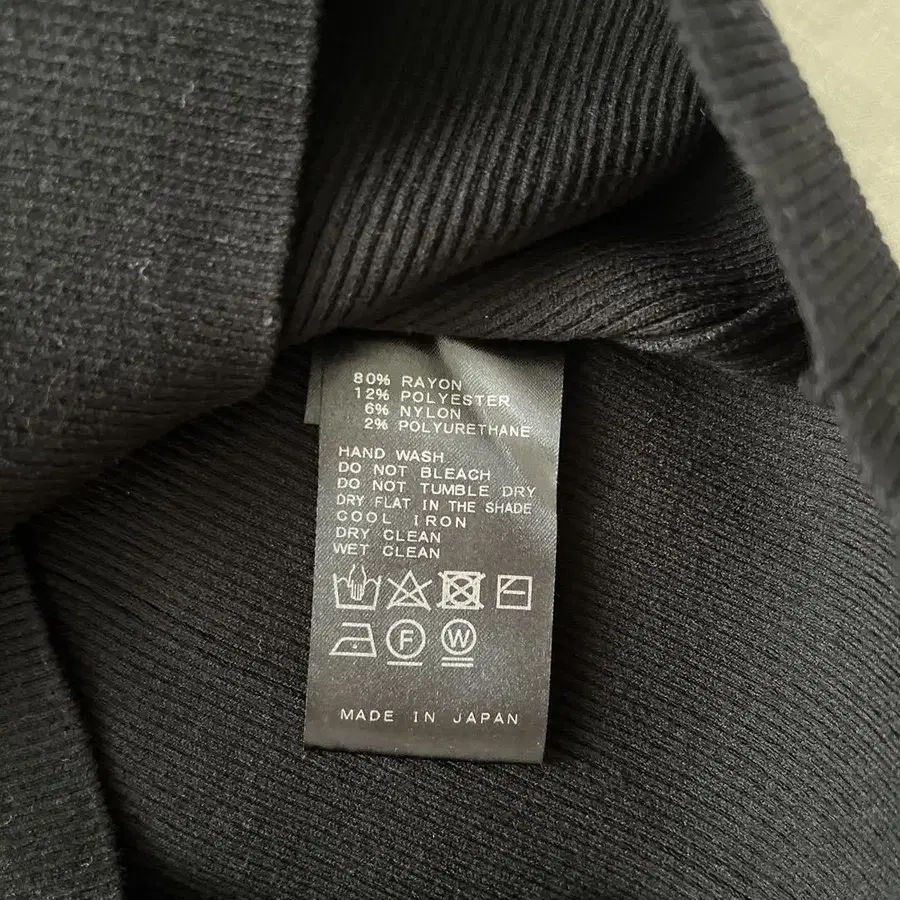 80% RAYON
12% POLYESTER
6% NYLON
2% POLYURETHANE
HAND WASH
DO NOT BLEACH
DO NOT TUMBLE DRY
DRY FLAT IN THE SHADE
COOL IRON
DRY CLEAN
WET CLEAN
F W
MADE IN JAPAN